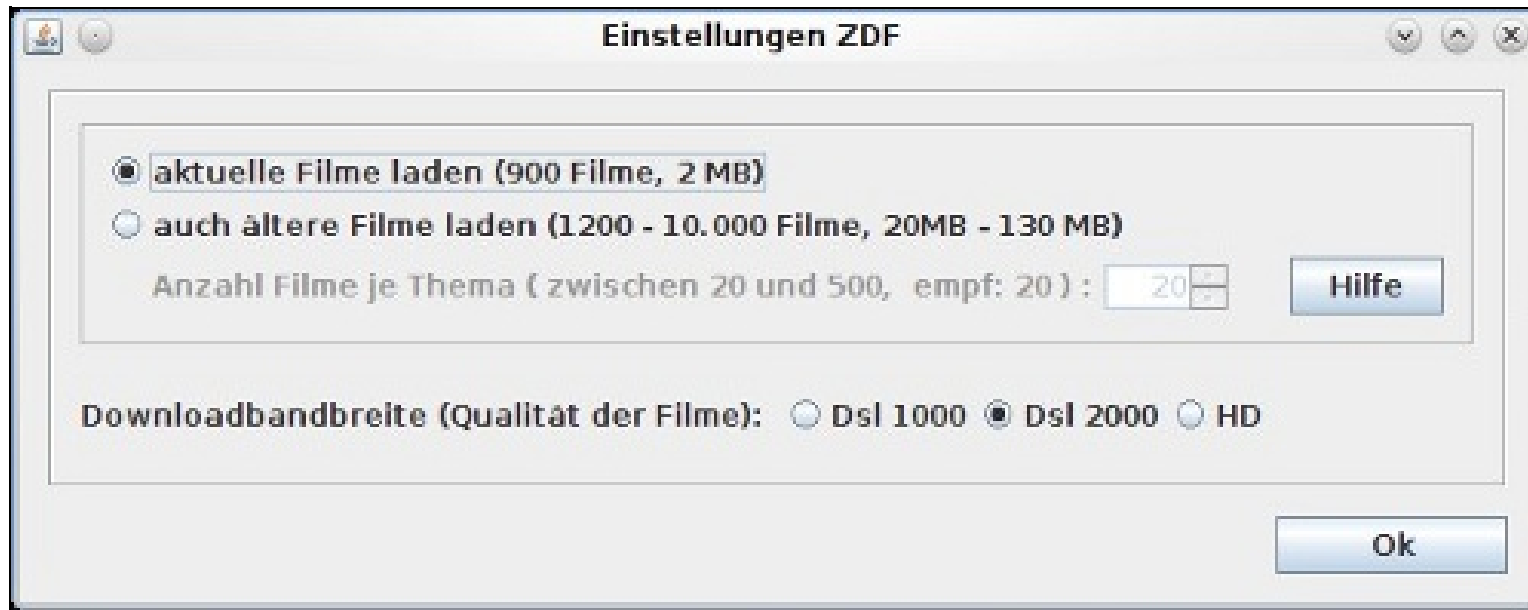 Einstellungen ZDF
aktuelle Filme laden (900 Filme, 2 MB)
auch ältere Filme laden (1200 - 10.000 Filme, 20MB - 130 MB)
Anzahl Filme je Thema ( zwischen 20 und 500, empf: 20 ) : 20
Hilfe
Downloadbandbreite (Qualität der Filme): Dsl 1000 Dsl 2000 HD
Ok